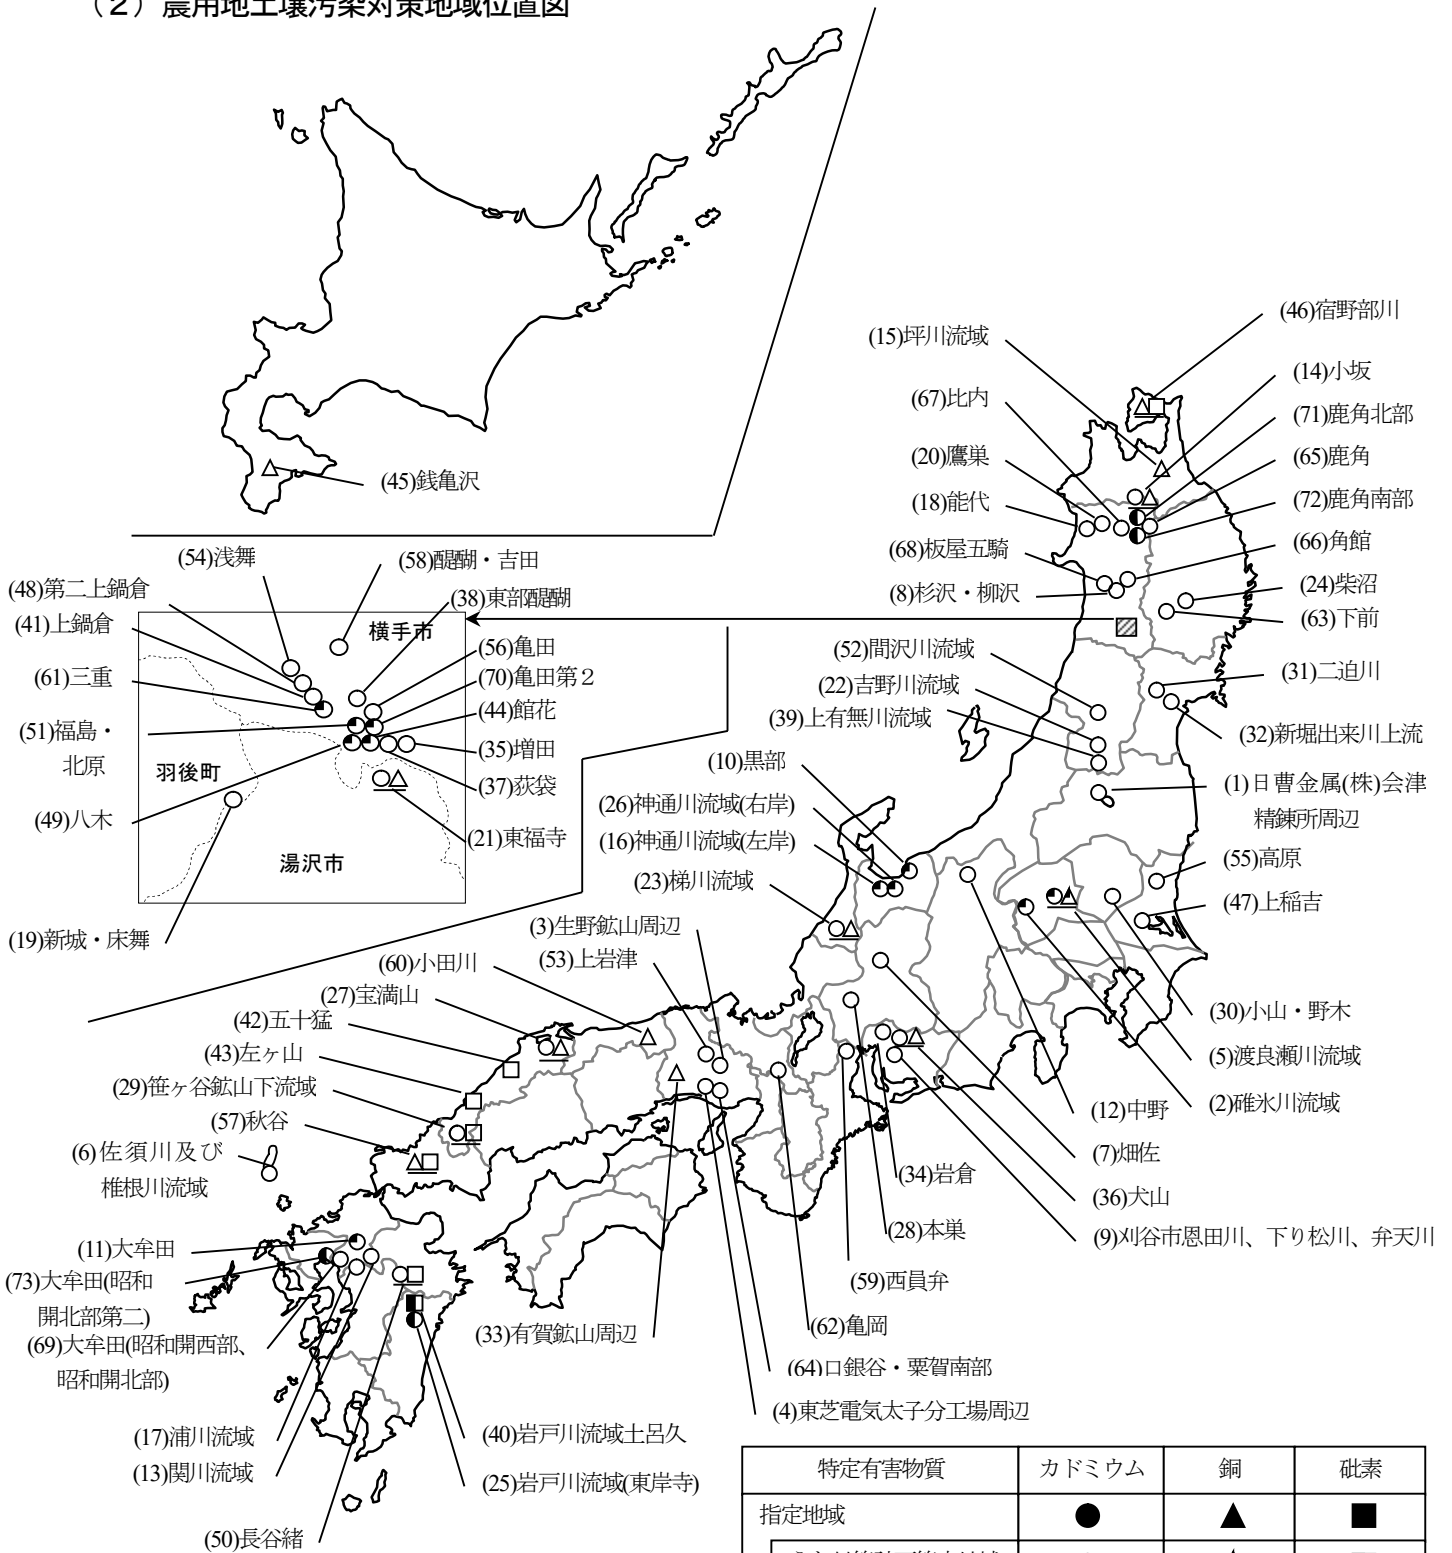 (2)農用地土壌汚染対策地域位置図
(46)宿野部川
(15)坪川流域
(14)小坂
(67)比内
(71)鹿角北部
(20)鷹巣
(65)鹿角
(18)能代
(72)鹿角南部
(45)銭亀沢
(68)板屋五騎
(66)角館
(8)杉沢・柳沢
(24)柴沼
(63)下前
(54)浅舞
(58)醍醐・吉田
(48)第二上鍋倉
(38)東部醍醐
(41)上鍋倉
横手市
(56)亀田
(61)三重
(70)亀田第2
(44)館花
(51)福島・
北原
(35)増田
羽後町
(37)荻袋
(49)八木
(21)東福寺
湯沢市
(19)新城・床舞
(52)間沢川流域
(31)二迫川
(22)吉野川流域
(39)上有無川流域
(32)新堀出来川上流
(10)黒部
(1)日曹金属(株)会津
精錬所周辺
(26)神通川流域(右岸)
(16)神通川流域(左岸)
(55)高原
(23)梯川流域
(47)上稲吉
(3)生野鉱山周辺
(53)上岩津
(60)小田川
(27)宝満山
(30)小山・野木
(42)五十猛
(43)左ヶ山
(5)渡良瀬川流域
(29)笹ヶ谷鉱山下流域
(2)碓氷川流域
(57)秋谷
(12)中野
(6)佐須川及び
椎根川流域
(7)畑佐
(34)岩倉
(36)犬山
(28)本巣
(9)刈谷市恩田川、下り松川、弁天川
(11)大牟田
(73)大牟田(昭和
開北部第二)
(59)西員弁
(69)大牟田(昭和開西部、
昭和開北部)
(33)有賀鉱山周辺
(62)亀岡
(64)口銀谷・粟賀南部
(4)東芝電気太子分工場周辺
(17)浦川流域
(40)岩戸川流域土呂久
(13)関川流域
(25)岩戸川流域(東岸寺)
(50)長谷緒
特定有害物質 カドミウム 銅 砒素
指定地域 ● ▲ ■